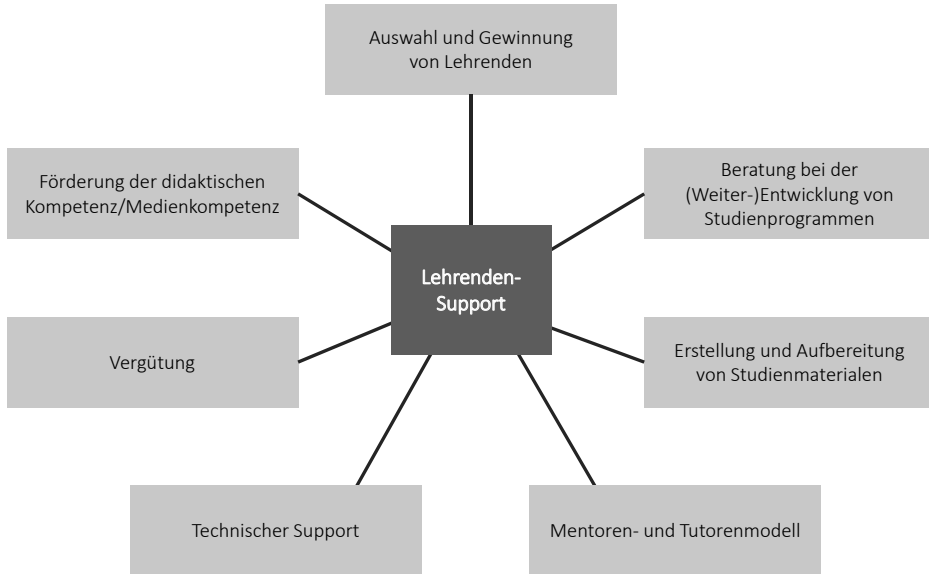 Auswahl und Gewinnung
von Lehrenden
Förderung der didaktischen
Kompetenz/Medienkompetenz
Beratung bei der
(Weiter-)Entwicklung von
Studienprogrammen
Lehrenden-
Support
Vergütung
Erstellung und Aufbereitung
von Studienmaterialen
Technischer Support
Mentoren- und Tutorenmodell